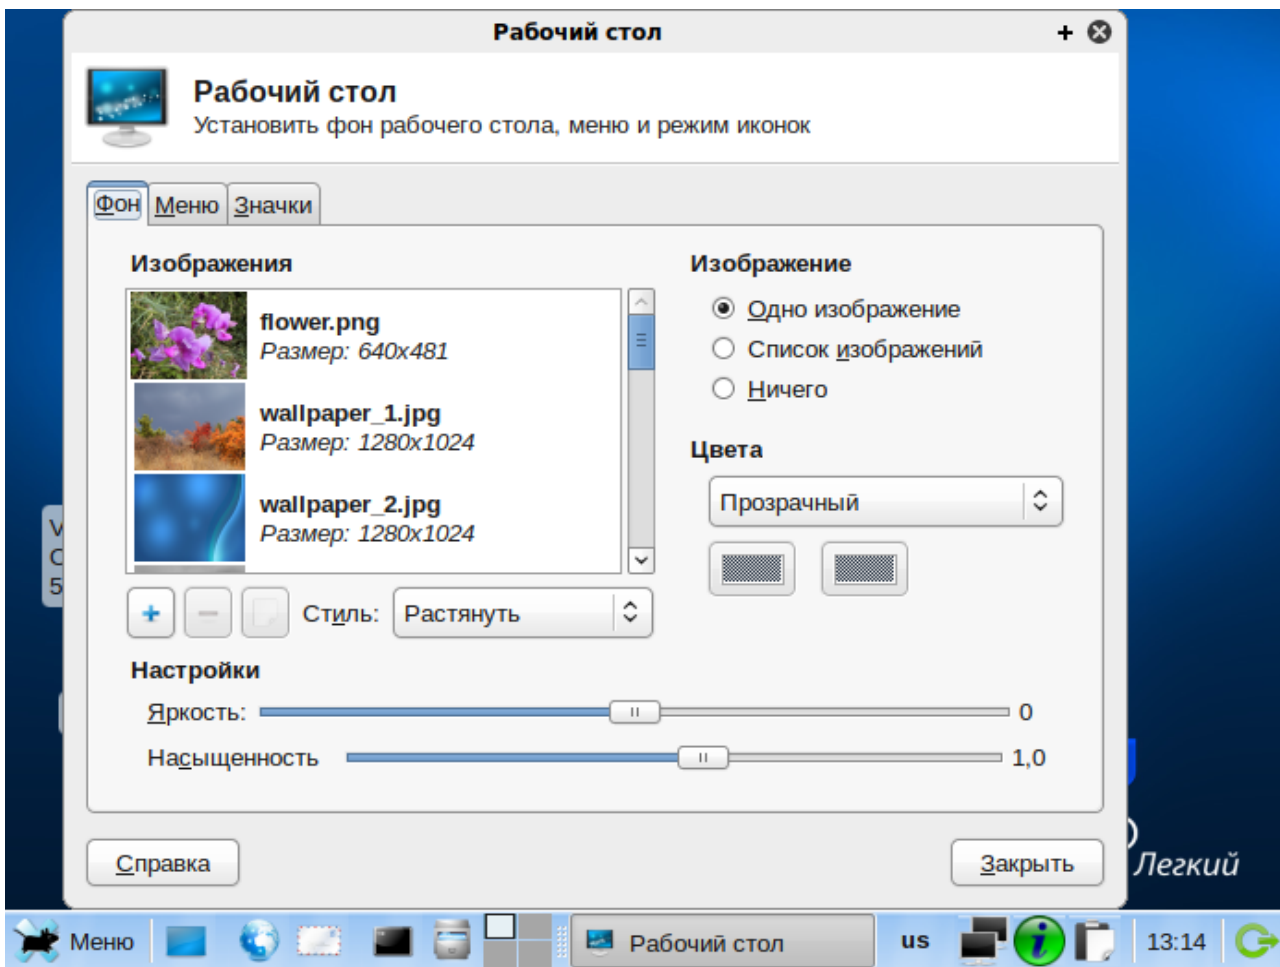 Рабочий стол
Рабочий стол
Установить фон рабочего стола, меню и режим иконок
Фон Меню Значки
Изображения
flower.png
Размер: 640x481
wallpaper_1.jpg
Размер: 1280x1024
wallpaper_2.jpg
Размер: 1280x1024
Стиль: Растянуть
Изображение
Одно изображение
Список изображений
Ничего
Цвета
Прозрачный
Настройки
Яркость: 0
Насыщенность 1,0
Справка
Закрыть
Легкий
Меню
Рабочий стол
us
13:14